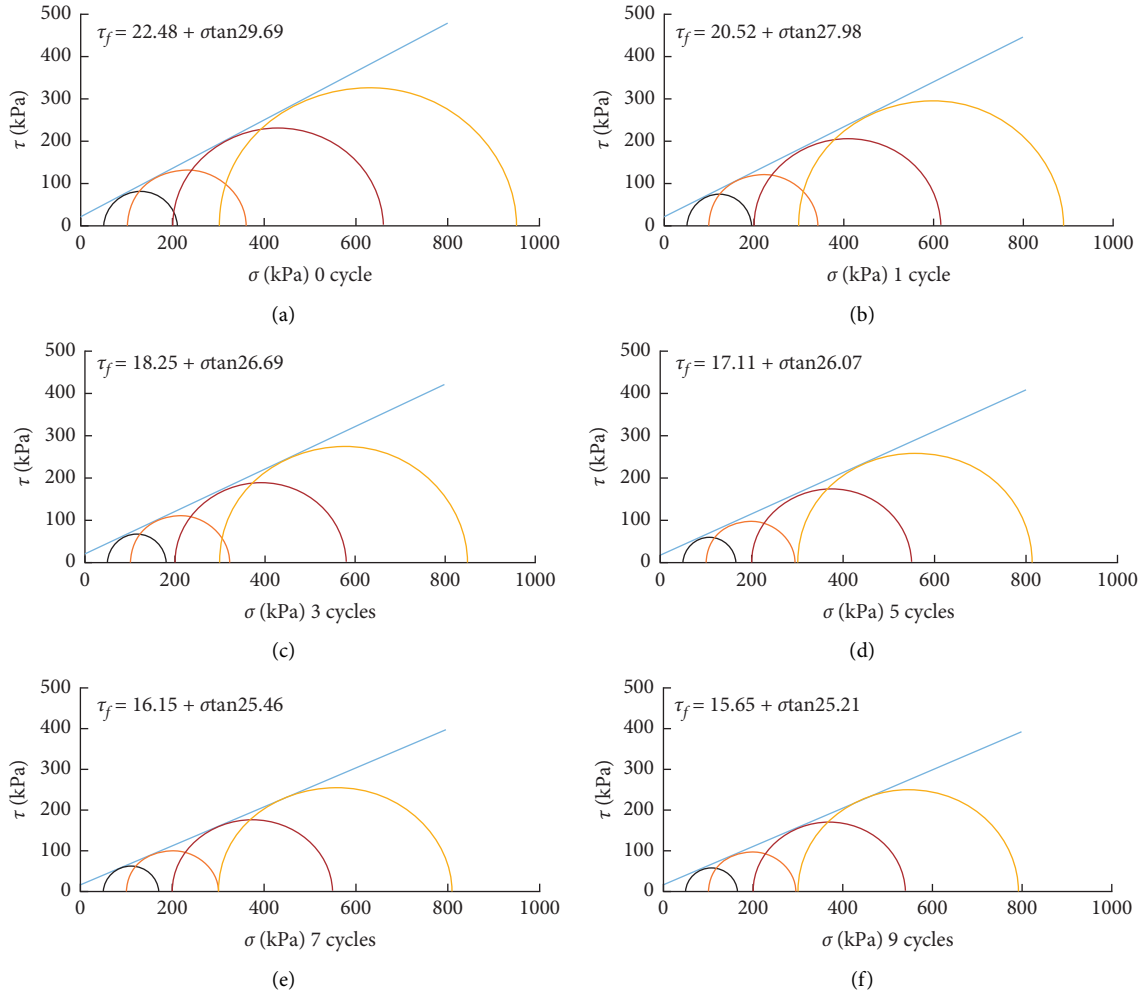 τf = 22.48 + σtan29.69
500
400
300
200
100
0
τ (kPa)
0 200 400 600 800 1000
σ (kPa) 0 cycle
(a)
τf = 20.52 + σtan27.98
500
400
300
200
100
0
τ (kPa)
0 200 400 600 800 1000
σ (kPa) 1 cycle
(b)
τf = 18.25 + σtan26.69
500
400
300
200
100
0
τ (kPa)
0 200 400 600 800 1000
σ (kPa) 3 cycles
(c)
τf = 17.11 + σtan26.07
500
400
300
200
100
0
τ (kPa)
0 200 400 600 800 1000
σ (kPa) 5 cycles
(d)
τf = 16.15 + σtan25.46
500
400
300
200
100
0
τ (kPa)
0 200 400 600 800 1000
σ (kPa) 7 cycles
(e)
τf = 15.65 + σtan25.21
500
400
300
200
100
0
τ (kPa)
0 200 400 600 800 1000
σ (kPa) 9 cycles
(f)